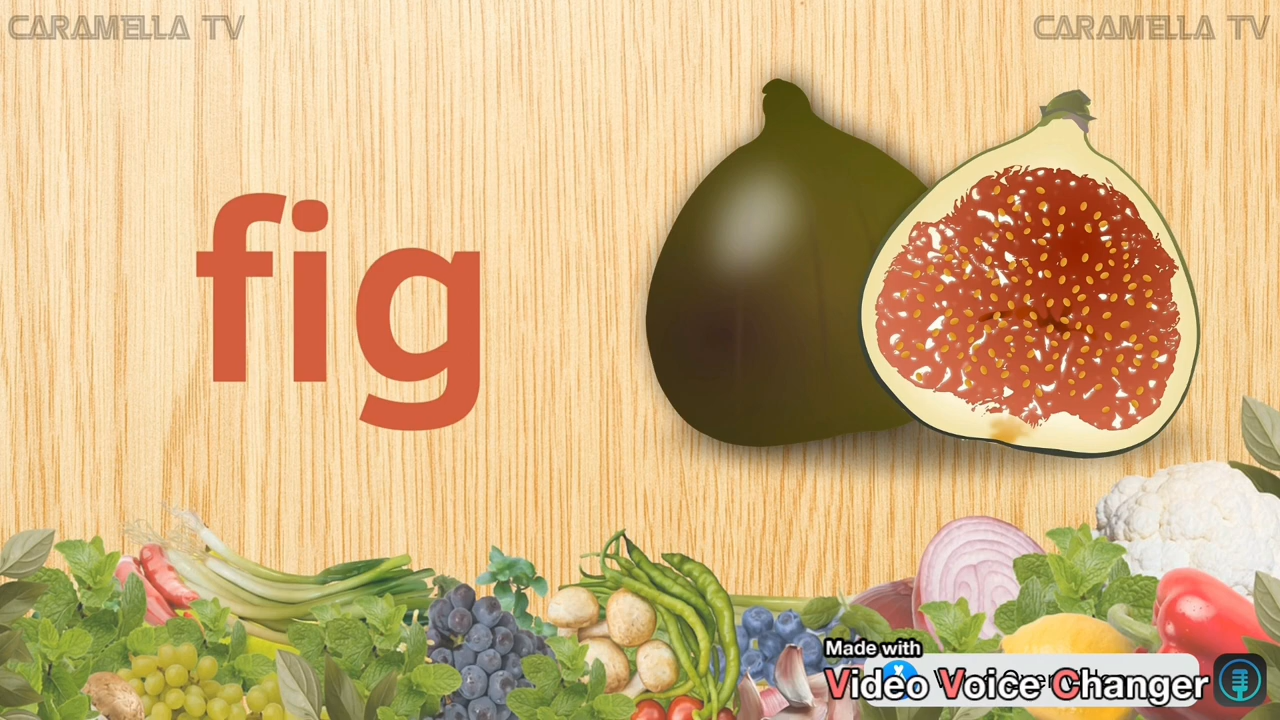 CARAMELLA TV
CARAMELLA TV
fig
Made with
Video Voice Changer